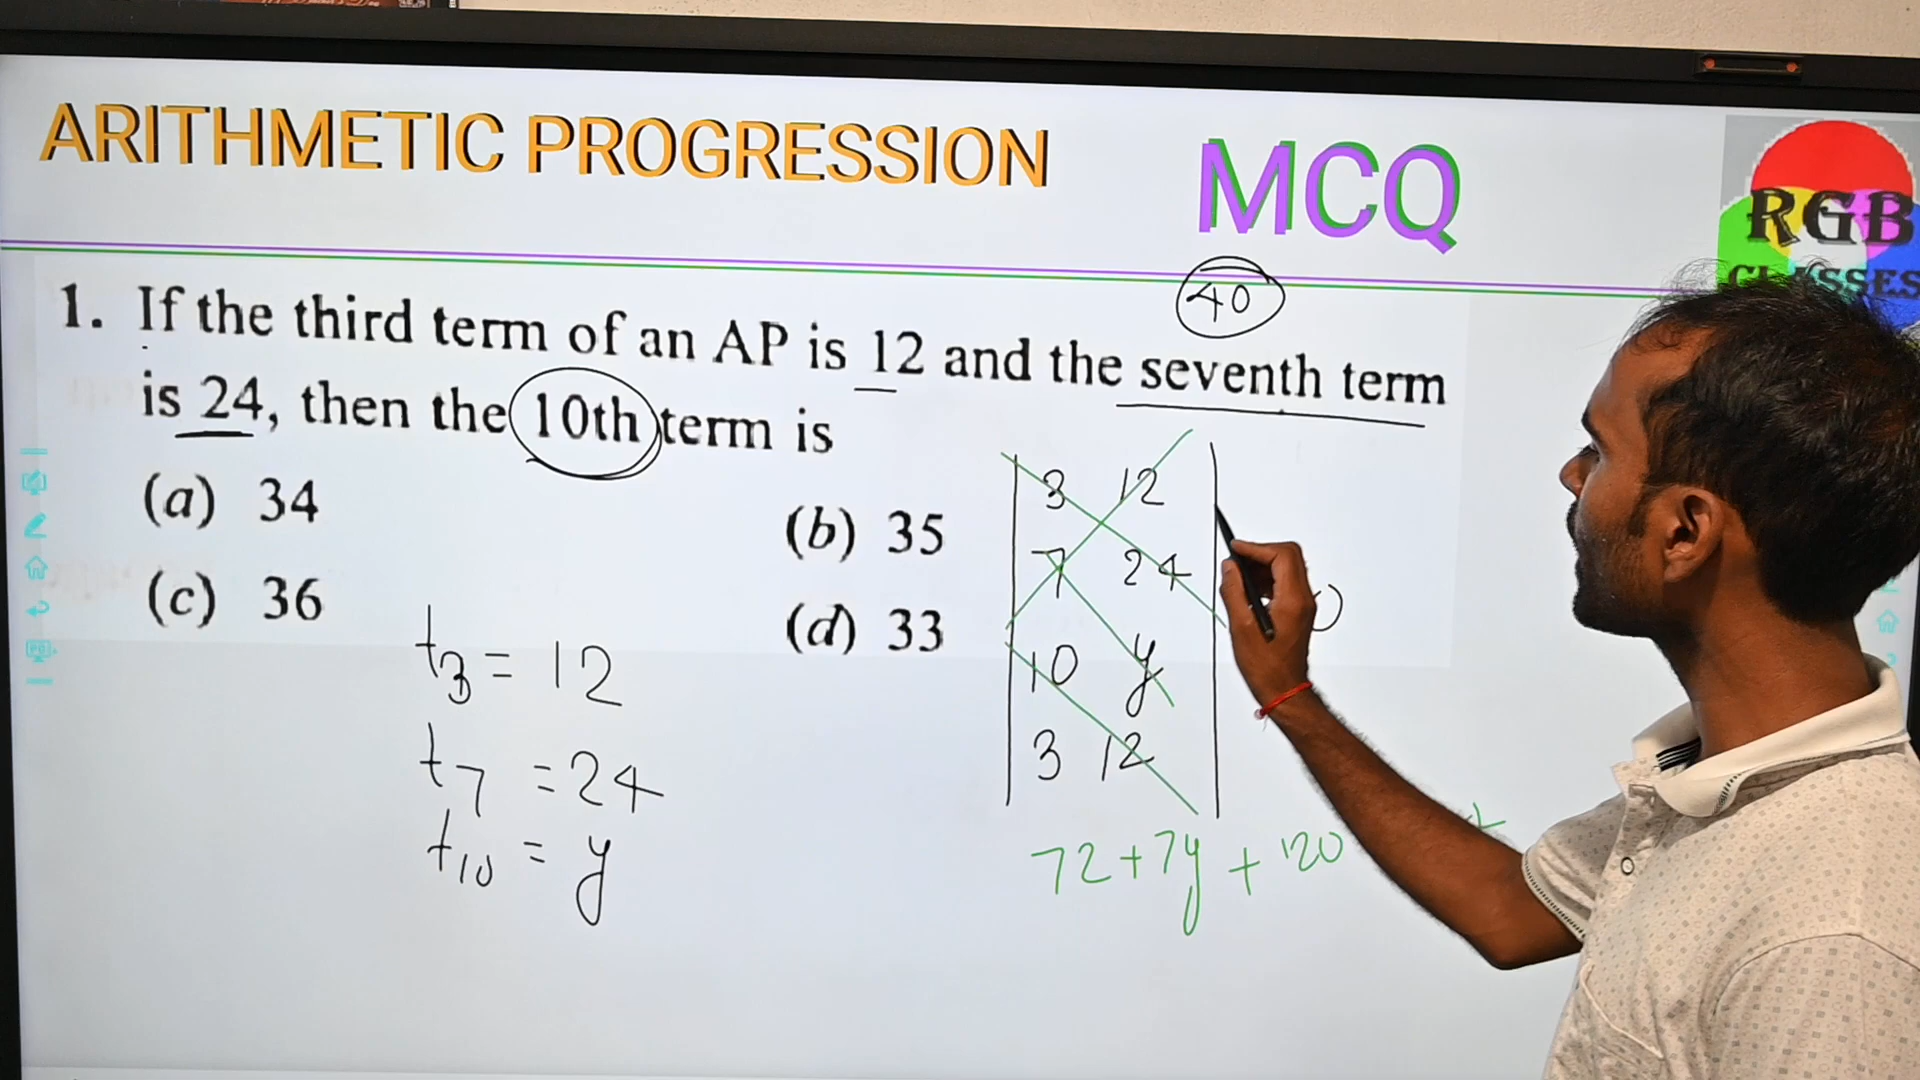 ARITHMETIC PROGRESSION
MCQ
RGB
CLASSES
40
1. If the third term of an AP is 12 and the seventh term
is 24, then the 10th term is
(a) 34
(b) 35
(c) 36
(d) 33
t3 = 12
t7 = 24
t10 = y
3 12
7 24
10 y
3 12
0
72+7y + 120